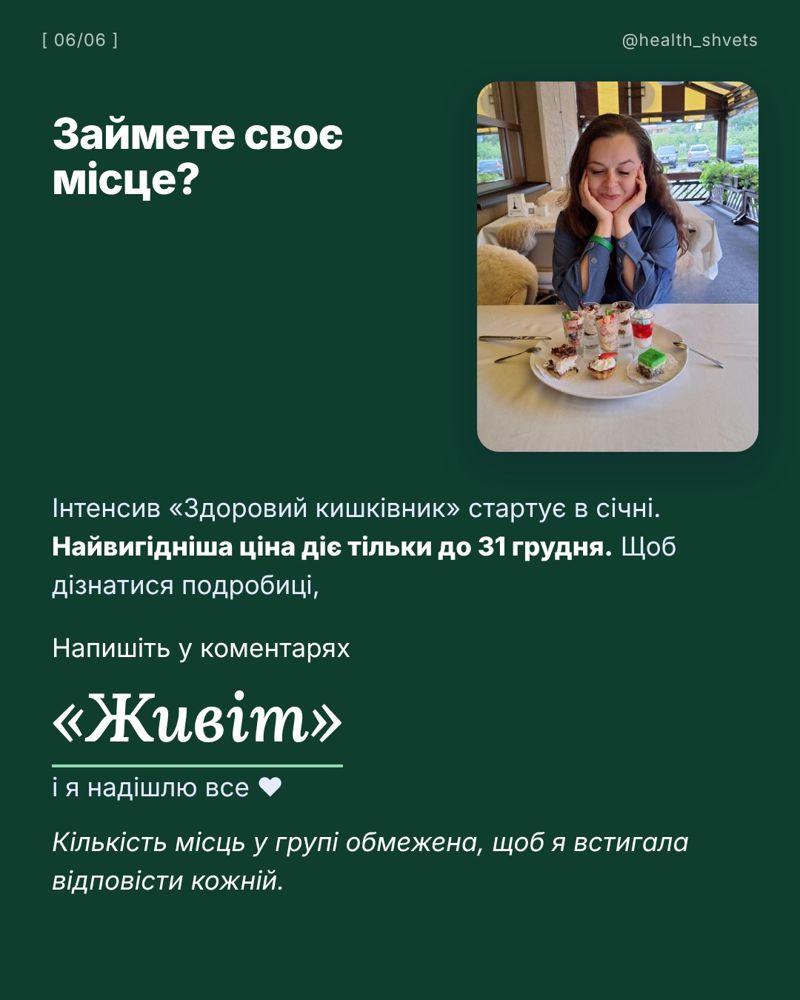 [ 06/06 ]
@health_shvets
Займете своє
місце?
Інтенсив «Здоровий кишківник» стартує в січні.
Найвигідніша ціна діє тільки до 31 грудня. Щоб
дізнатися подробиці,
Напишіть у коментарях
«Живіт»
і я надішлю все ♥
Кількість місць у групі обмежена, щоб я встигала
відповісти кожній.